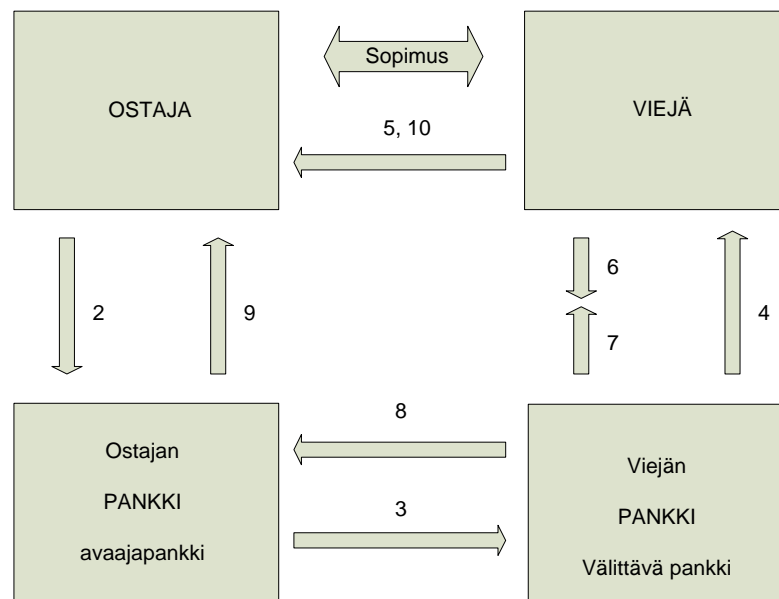 Sopimus
OSTAJA
VIEJÄ
5, 10
2
9
6
7
4
8
3
Ostajan
PANKKI
avaajapankki
Viejän
PANKKI
Välittävä pankki